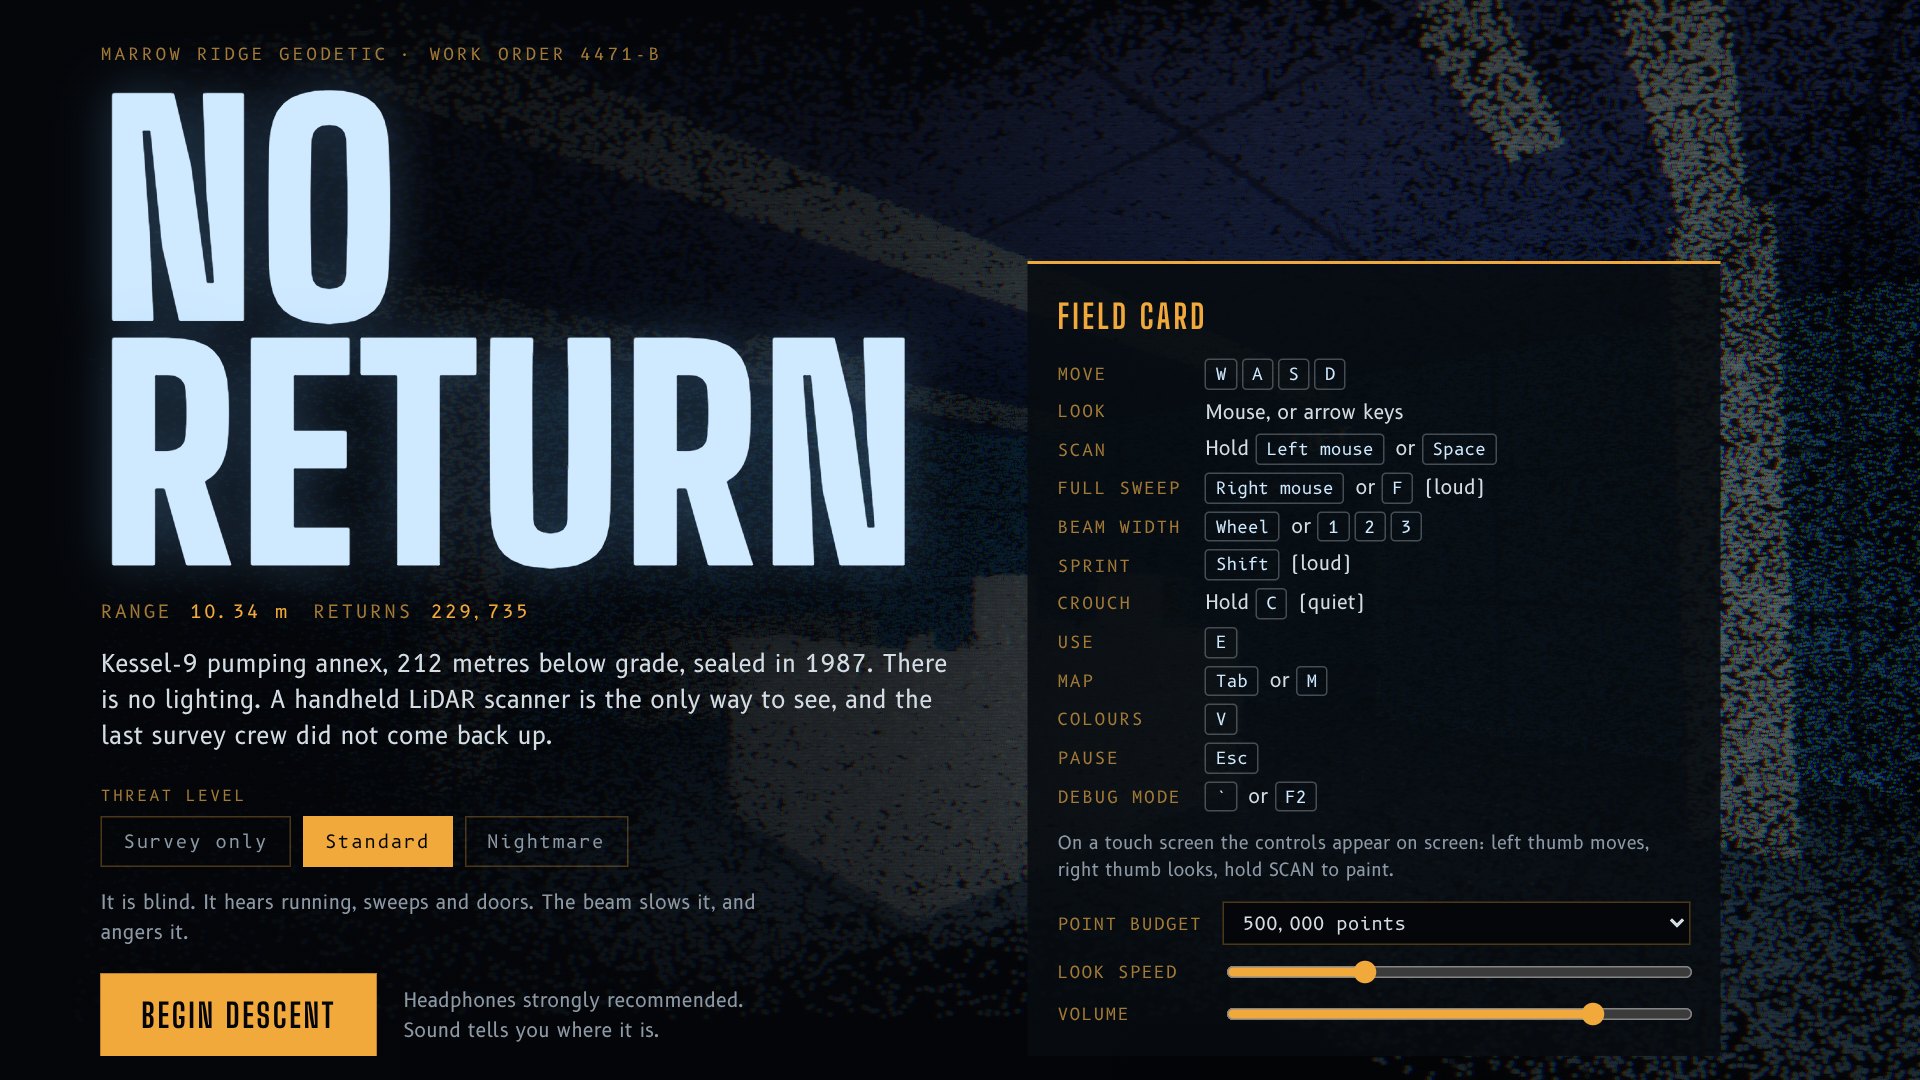 MARROW RIDGE GEODETIC · WORK ORDER 4471-B
NO
RETURN
RANGE 10.34 m RETURNS 229,735
Kessel-9 pumping annex, 212 metres below grade, sealed in 1987. There
is no lighting. A handheld LiDAR scanner is the only way to see, and the
last survey crew did not come back up.
THREAT LEVEL
Survey only Standard Nightmare
It is blind. It hears running, sweeps and doors. The beam slows it, and
angers it.
BEGIN DESCENT
Headphones strongly recommended.
Sound tells you where it is.
FIELD CARD
MOVE W A S D
LOOK Mouse, or arrow keys
SCAN Hold Left mouse or Space
FULL SWEEP Right mouse or F (loud)
BEAM WIDTH Wheel or 1 2 3
SPRINT Shift (loud)
CROUCH Hold C (quiet)
USE E
MAP Tab or M
COLOURS V
PAUSE Esc
DEBUG MODE ` or F2
On a touch screen the controls appear on screen: left thumb moves,
right thumb looks, hold SCAN to paint.
POINT BUDGET 500,000 points
LOOK SPEED
VOLUME